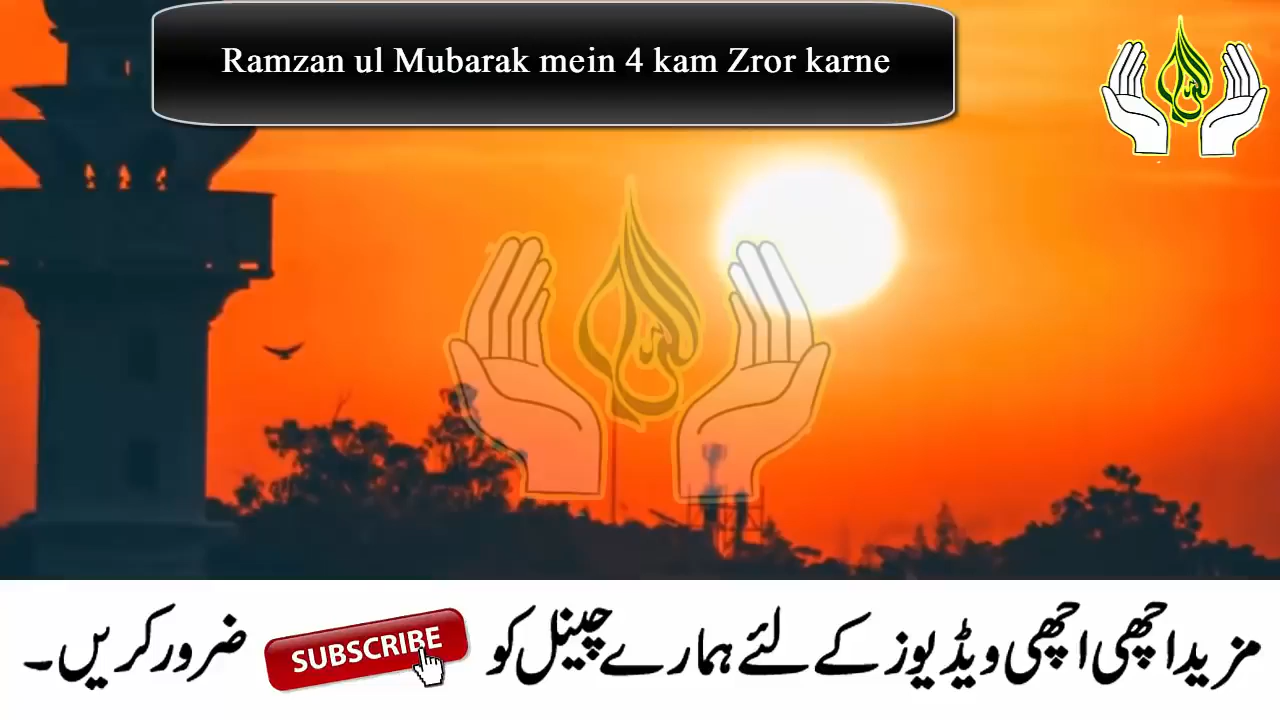 Ramzan ul Mubarak mein 4 kam Zror karne
مزید اچھی اچھی ویڈیوز کے لئے ہمارے چینل کو SUBSCRIBE ضرور کریں۔